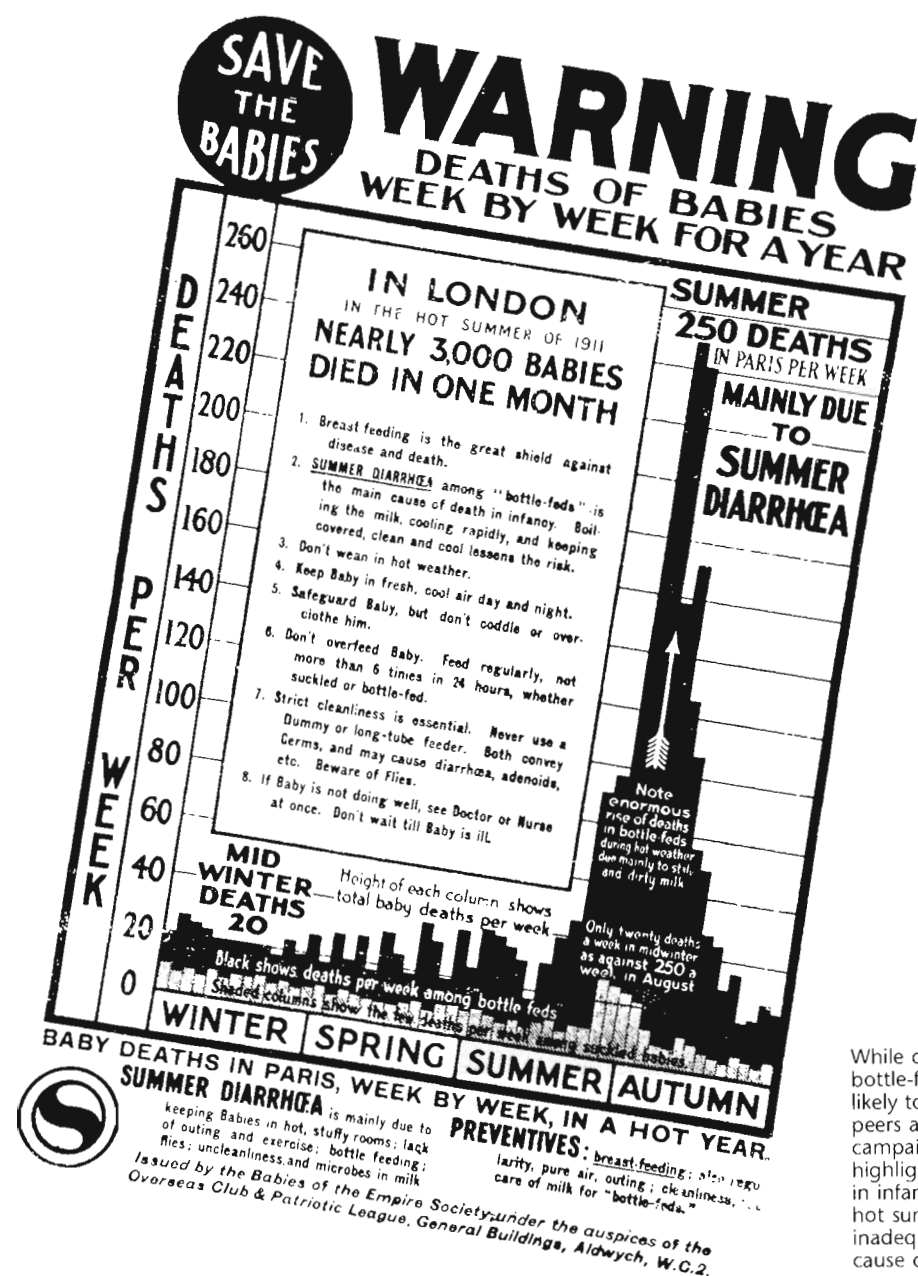 SAVE
THE
BABIES
WARNING
DEATHS OF BABIES
WEEK BY WEEK FOR A YEAR
DEATHS PER WEEK
260
240
220
200
180
160
140
120
100
80
60
40
20
0
IN LONDON
IN THE HOT SUMMER OF 1911
NEARLY 3,000 BABIES
DIED IN ONE MONTH
1. Breast feeding is the great shield against
disease and death.
2. SUMMER DIARRHŒA among "bottle-feds" is
the main cause of death in infancy. Boil-
ing the milk, cooling rapidly, and keeping
covered, clean and cool lessens the risk.
3. Don't wean in hot weather.
4. Keep Baby in fresh, cool air day and night.
5. Safeguard Baby, but don't coddle or over-
clothe him.
6. Don't overfeed Baby. Feed regularly, not
more than 6 times in 24 hours, whether
suckled or bottle-fed.
7. Strict cleanliness is essential. Never use a
Dummy or long-tube feeder. Both convey
Germs, and may cause diarrhœa, adenoids,
etc. Beware of Flies.
8. If Baby is not doing well, see Doctor or Nurse
at once. Don't wait till Baby is ill.
SUMMER
250 DEATHS
IN PARIS PER WEEK
MAINLY DUE
TO
SUMMER
DIARRHŒA
Note
enormous
rise of deaths
in bottle-feds
during hot weather
due mainly to stale
and dirty milk
Only twenty deaths
a week in midwinter
as against 250 a
week in August
MID
WINTER
DEATHS
20
Height of each column shows
total baby deaths per week
Black shows deaths per week among bottle feds
Shaded columns show the few deaths per week among suckled babies
WINTER
SPRING
SUMMER
AUTUMN
BABY DEATHS IN PARIS, WEEK BY WEEK, IN A HOT YEAR.
SUMMER DIARRHŒA is mainly due to
keeping Babies in hot, stuffy rooms; lack
of outing and exercise; bottle feeding;
flies; uncleanliness and microbes in milk
PREVENTIVES: breast-feeding; also regu
larity, pure air, outing; cleanliness,
care of milk for "bottle-feds."
Issued by the Babies of the Empire Society, under the auspices of the
Overseas Club & Patriotic League, General Buildings, Aldwych, W.C.2.
While
bottle-f
likely to
peers a
campai
highlig
in infan
hot sur
inadeq
cause